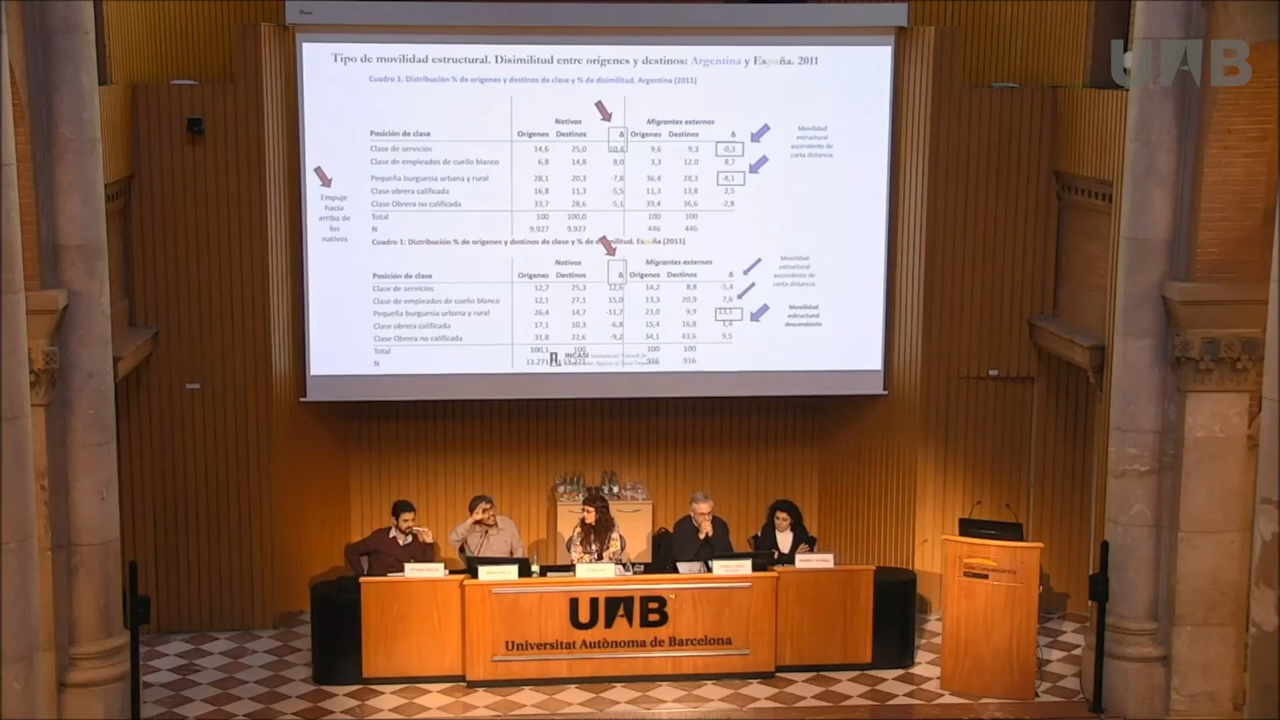 Tipo de movilidad estructural. Disimilitud entre orígenes y destinos: Argentina y España. 2011
Cuadro 1: Distribución % de orígenes y destinos de clase y % de disimilitud. Argentina (2011)
Nativos Migrantes externos
Posición de clase Orígenes Destinos Δ Orígenes Destinos Δ
Clase de servicios 14,6 25,0 10,4 9,6 9,3 -0,3
Clase de empleados de cuello blanco 6,8 14,8 8,0 3,3 12,0 8,7
Pequeña burguesía urbana y rural 28,1 20,3 -7,8 36,4 28,3 -8,1
Clase obrera calificada 16,8 11,3 -5,5 11,3 13,8 2,5
Clase Obrera no calificada 33,7 28,6 -5,1 39,4 36,6 -2,8
Total 100 100,0 100 100
N 9.927 9.927 446 446
Movilidad
estructural
ascendente de
corta distancia
Empuje
hacia
arriba de
los
nativos
Cuadro 1: Distribución % de orígenes y destinos de clase y % de disimilitud. España (2011)
Nativos Migrantes externos
Posición de clase Orígenes Destinos Δ Orígenes Destinos Δ
Clase de servicios 12,7 25,3 12,6 14,2 8,8 -5,4
Clase de empleados de cuello blanco 12,1 27,1 15,0 13,3 20,9 7,6
Pequeña burguesía urbana y rural 26,4 14,7 -11,7 23,0 9,9 -13,1
Clase obrera calificada 17,1 10,3 -6,8 15,4 16,8 1,4
Clase Obrera no calificada 31,8 22,6 -9,2 34,1 43,6 9,5
Total 100,1 100 100 100
N 13.271 13.271 916 916
Movilidad
estructural
ascendente de
corta distancia
Movilidad
estructural
descendente
INCASI
UAB
UAB
Universitat Autònoma de Barcelona